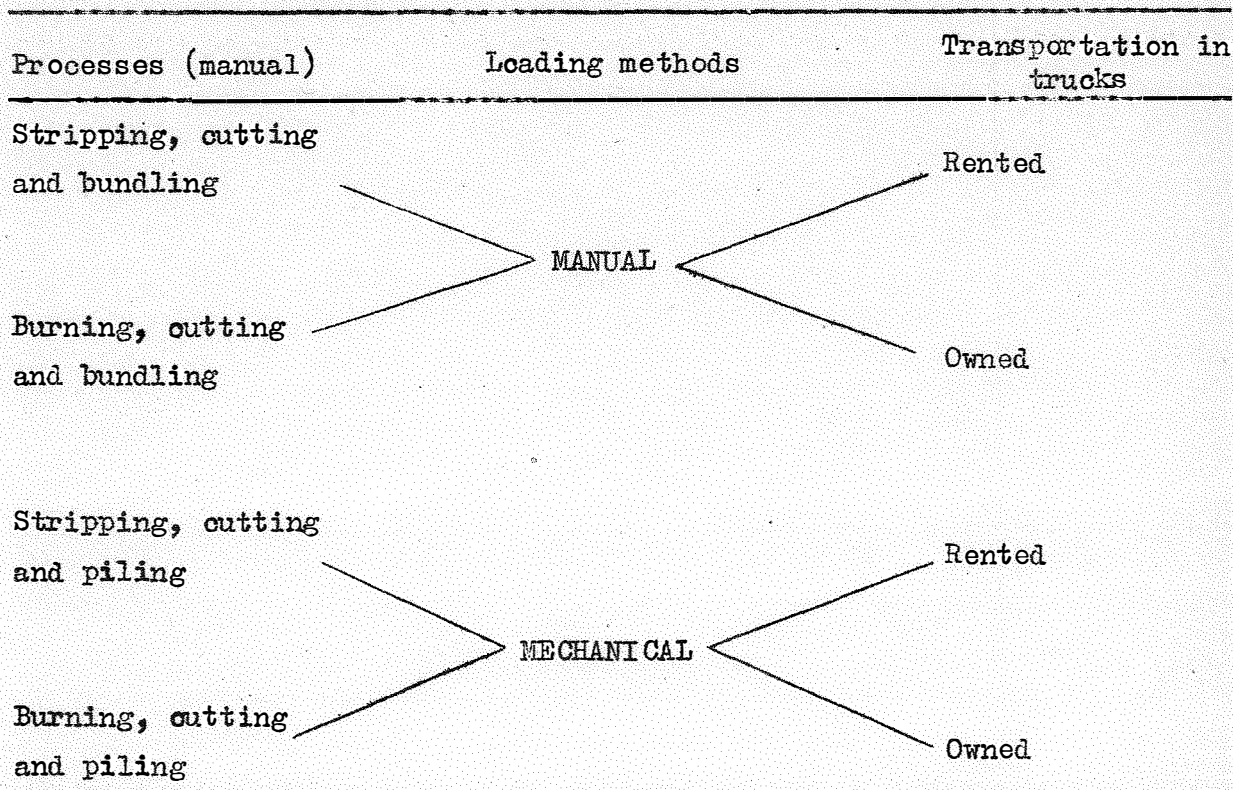 Processes (manual) Loading methods Transportation in trucks
Stripping, cutting
and bundling
Rented
MANUAL
Burning, cutting
and bundling
Owned
Stripping, cutting
and piling
Rented
MECHANICAL
Burning, cutting
and piling
Owned